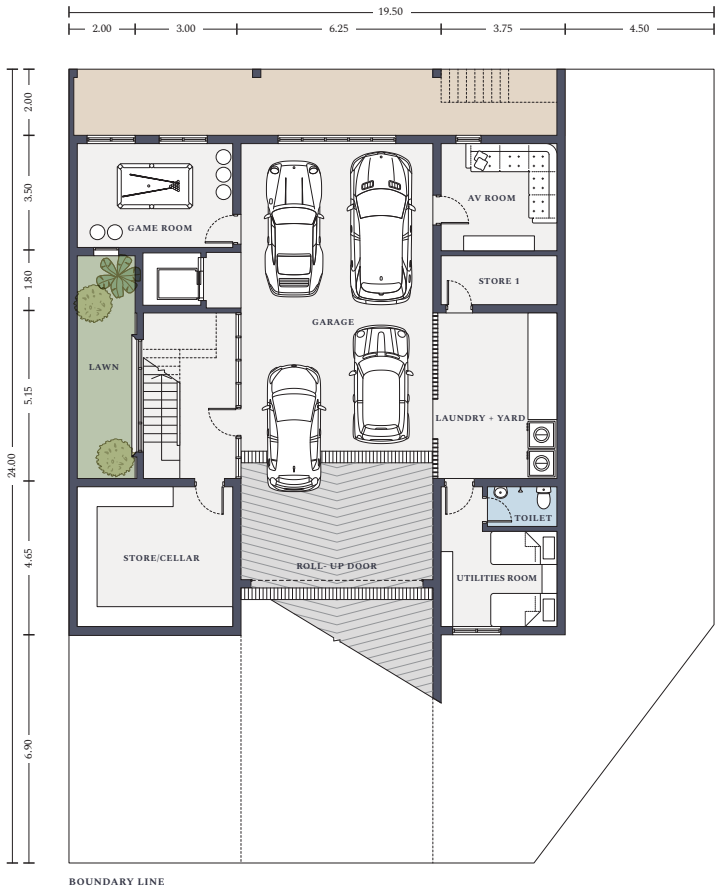 19.50
2.00
3.00
6.25
3.75
4.50
2.00
3.50
1.80
5.15
24.00
4.65
6.90
GAME ROOM
AV ROOM
STORE 1
GARAGE
LAWN
LAUNDRY + YARD
TOILET
STORE/CELLAR
ROLL- UP DOOR
UTILITIES ROOM
BOUNDARY LINE